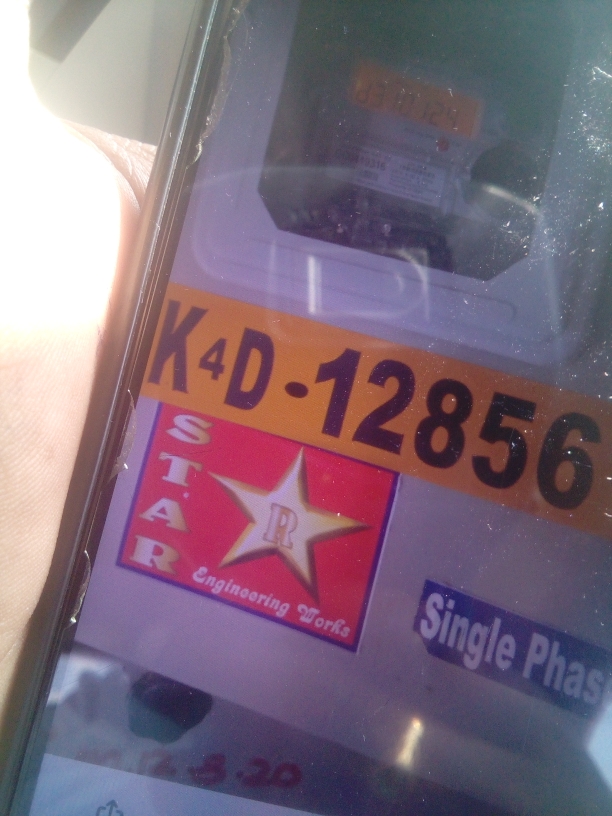 K4D-12856
STAR
R
Engineering Works
Single Phas